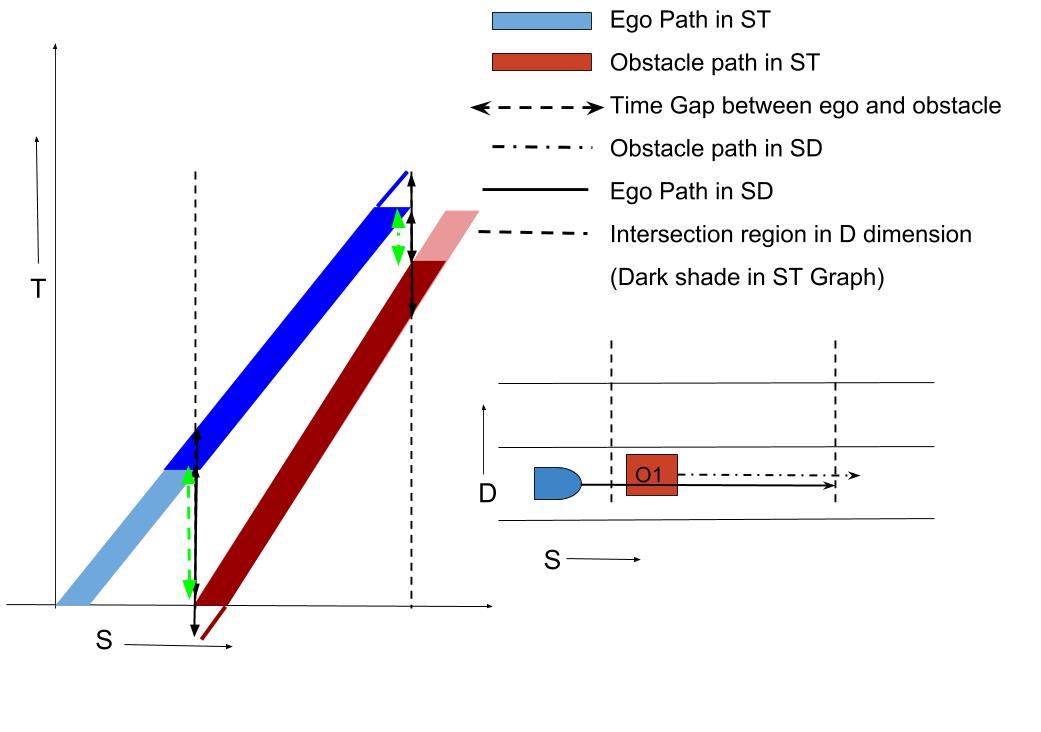 Ego Path in ST
Obstacle path in ST
Time Gap between ego and obstacle
Obstacle path in SD
Ego Path in SD
Intersection region in D dimension
(Dark shade in ST Graph)
T
S
D
O1
S